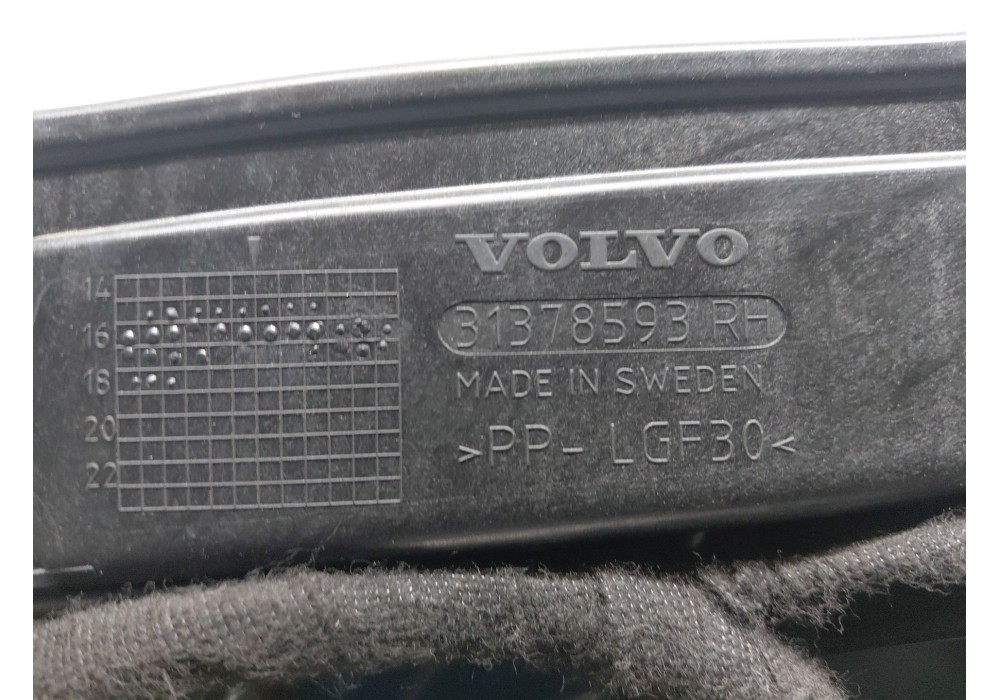 VOLVO
31378593 RH
MADE IN SWEDEN
>PP- LGF30<
14
16
18
20
22